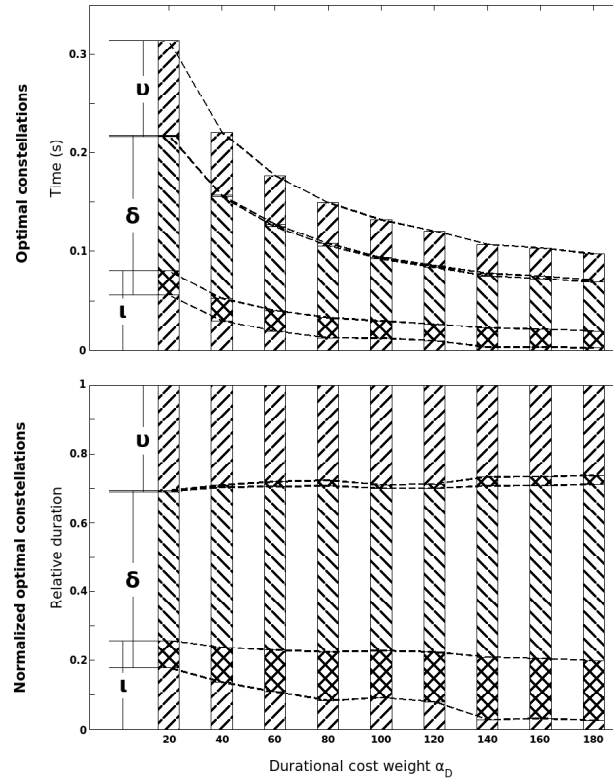 Optimal constellations
Time (s)
0.3
0.2
0.1
0
υ
δ
ι
Normalized optimal constellations
Relative duration
1
0.8
0.6
0.4
0.2
0
υ
δ
ι
20 40 60 80 100 120 140 160 180
Durational cost weight α_D